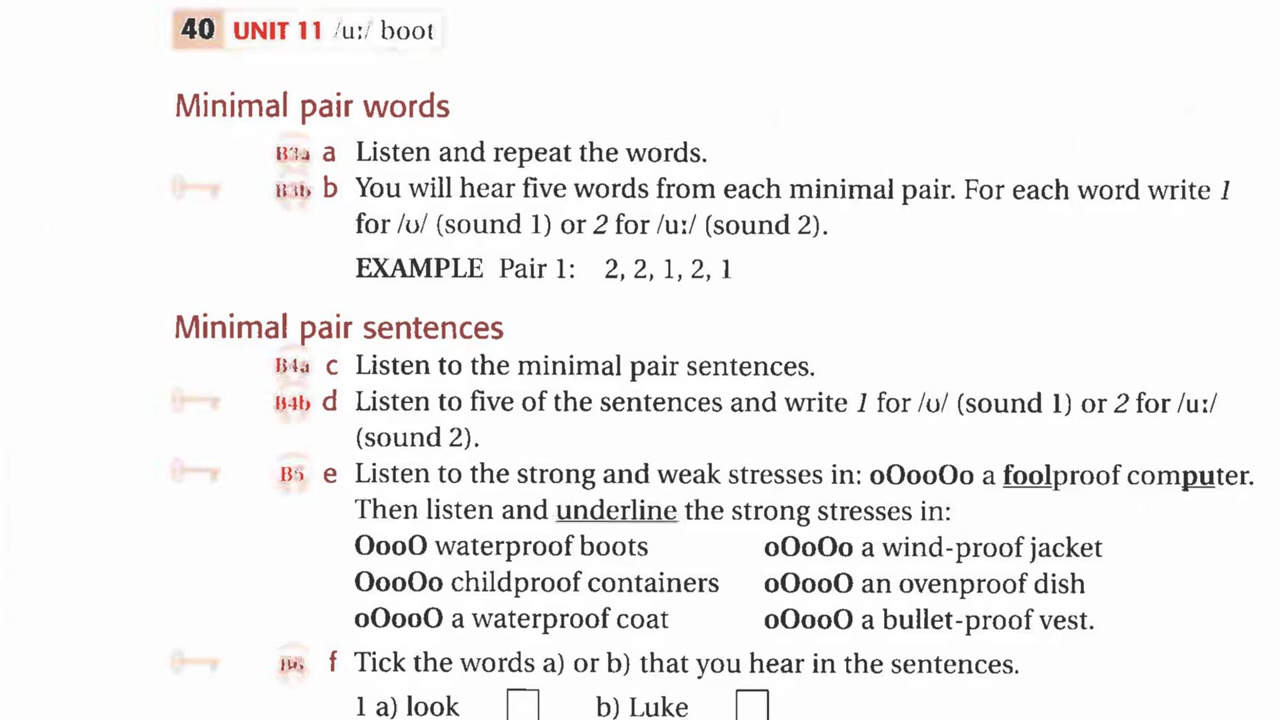 40 UNIT 11 /uː/ boot
Minimal pair words
B3a a Listen and repeat the words.
B3b b You will hear five words from each minimal pair. For each word write 1
for /ʊ/ (sound 1) or 2 for /uː/ (sound 2).
EXAMPLE Pair 1: 2, 2, 1, 2, 1
Minimal pair sentences
B4a c Listen to the minimal pair sentences.
B4b d Listen to five of the sentences and write 1 for /ʊ/ (sound 1) or 2 for /uː/
(sound 2).
B5 e Listen to the strong and weak stresses in: oOooOo a foolproof computer.
Then listen and underline the strong stresses in:
OooO waterproof boots oOoOo a wind-proof jacket
OooOo childproof containers oOooO an ovenproof dish
oOooO a waterproof coat oOooO a bullet-proof vest.
f Tick the words a) or b) that you hear in the sentences.
1 a) look b) Luke